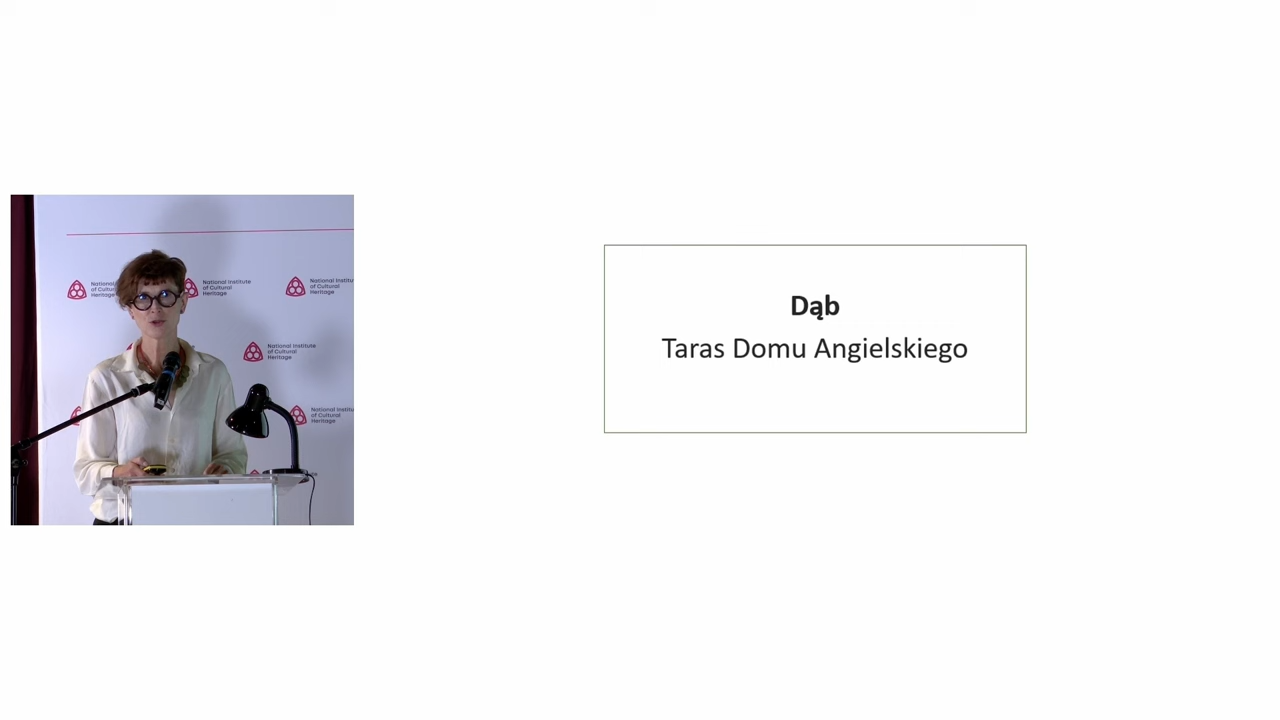 National Institute
of Cultural
Heritage
National Institute
of Cultural
Heritage
National Institute
of Cultural
Heritage
National Institute
of Cultural
Heritage
National Institute
of Cultural
Heritage
Dąb
Taras Domu Angielskiego